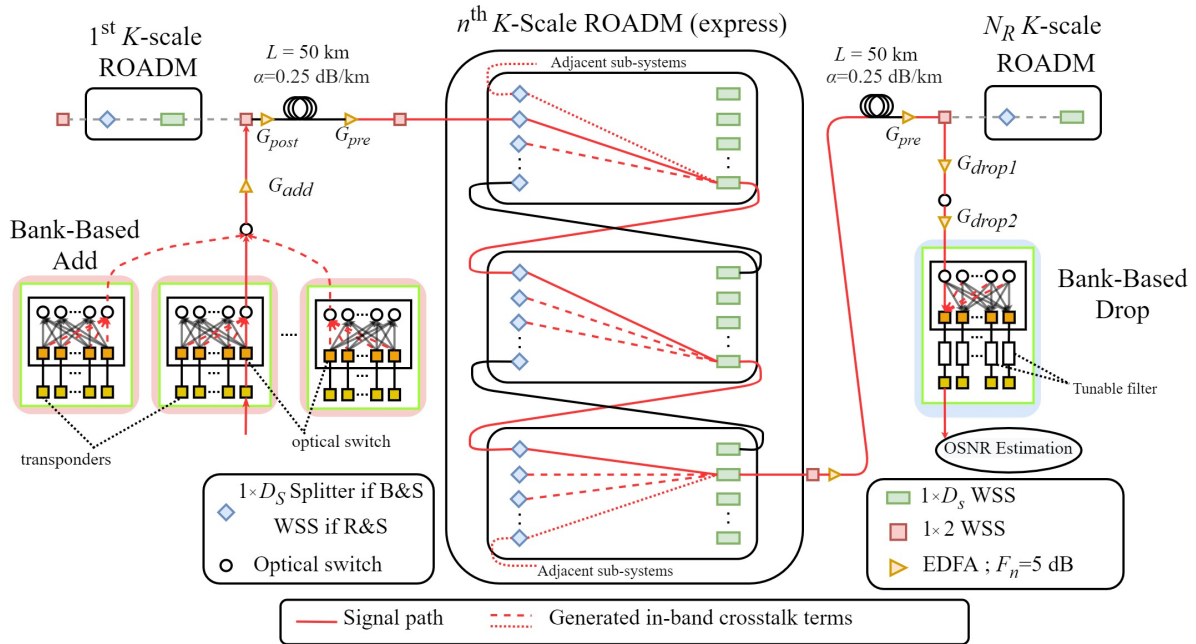 1st K-scale
ROADM
L = 50 km
α=0.25 dB/km
Gpost
Gpre
Gadd
Bank-Based
Add
transponders
optical switch
nth K-Scale ROADM (express)
Adjacent sub-systems
Adjacent sub-systems
L = 50 km
α=0.25 dB/km
Gpre
NR K-scale
ROADM
Gdrop1
Gdrop2
Bank-Based
Drop
Tunable filter
OSNR Estimation
1×DS Splitter if B&S
WSS if R&S
Optical switch
1×Ds WSS
1×2 WSS
EDFA ; Fn=5 dB
Signal path
Generated in-band crosstalk terms